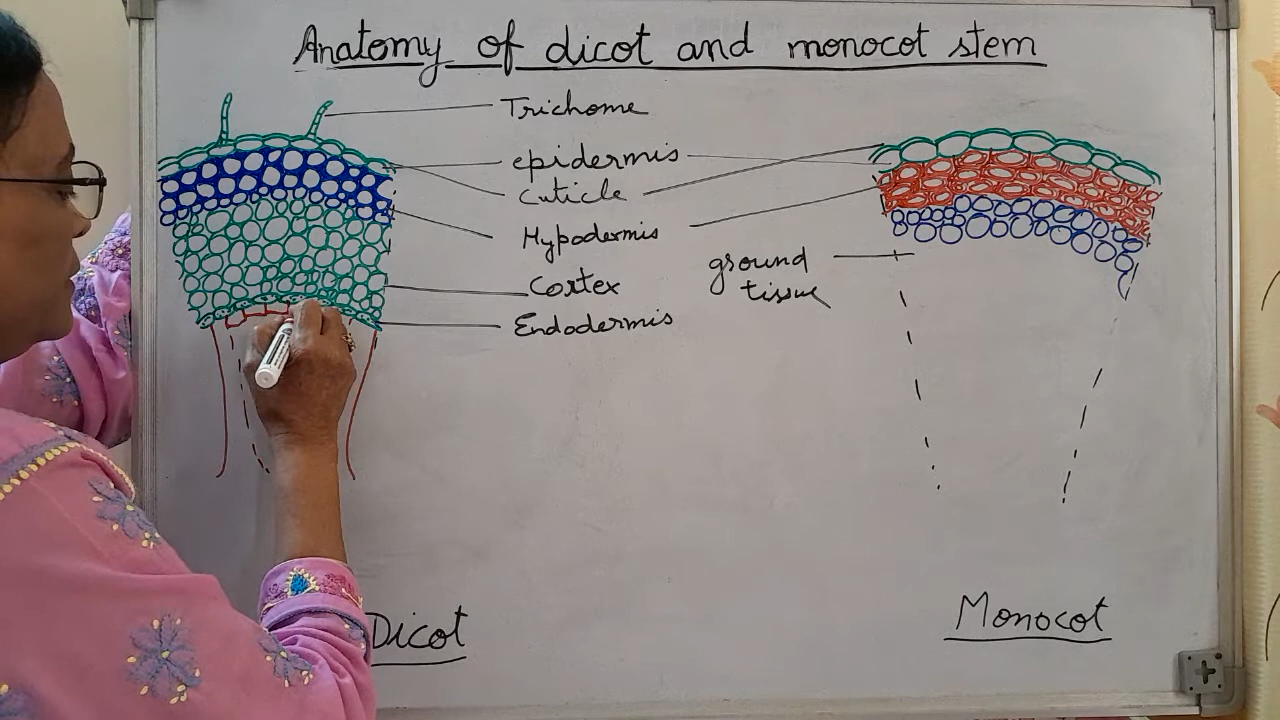 Anatomy of dicot and monocot stem
Trichome
epidermis
Cuticle
Hypodermis
Cortex
Endodermis
ground
tissue
Dicot
Monocot